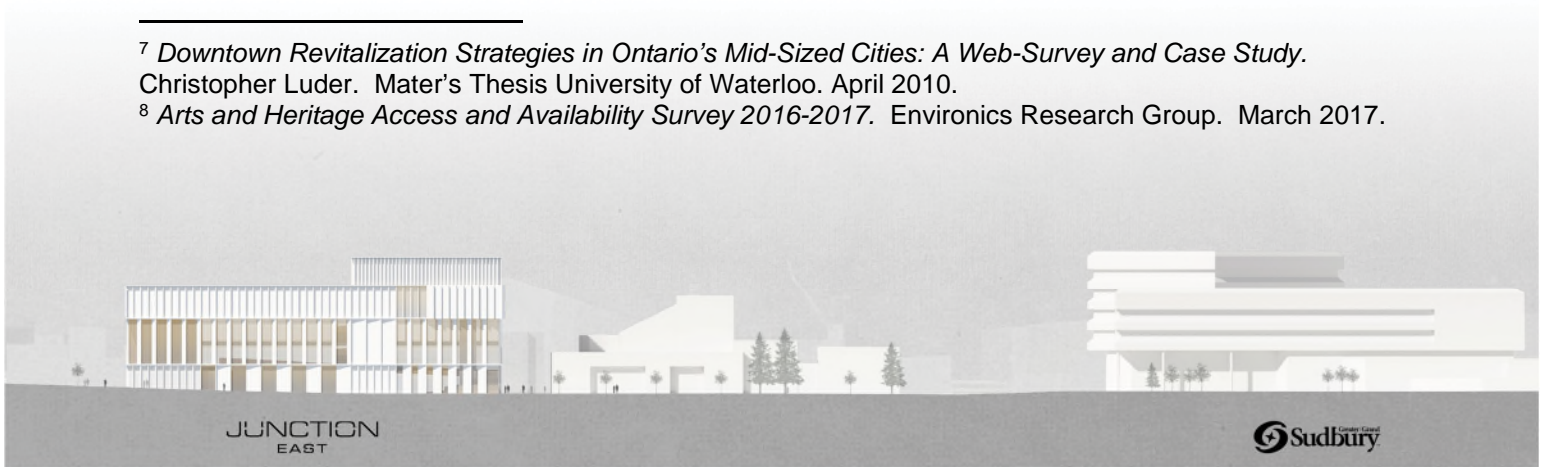 ⁷ Downtown Revitalization Strategies in Ontario's Mid-Sized Cities: A Web-Survey and Case Study.
Christopher Luder. Mater's Thesis University of Waterloo. April 2010.
⁸ Arts and Heritage Access and Availability Survey 2016-2017. Environics Research Group. March 2017.
JUNCTION
EAST
Greater Grand
Sudbury